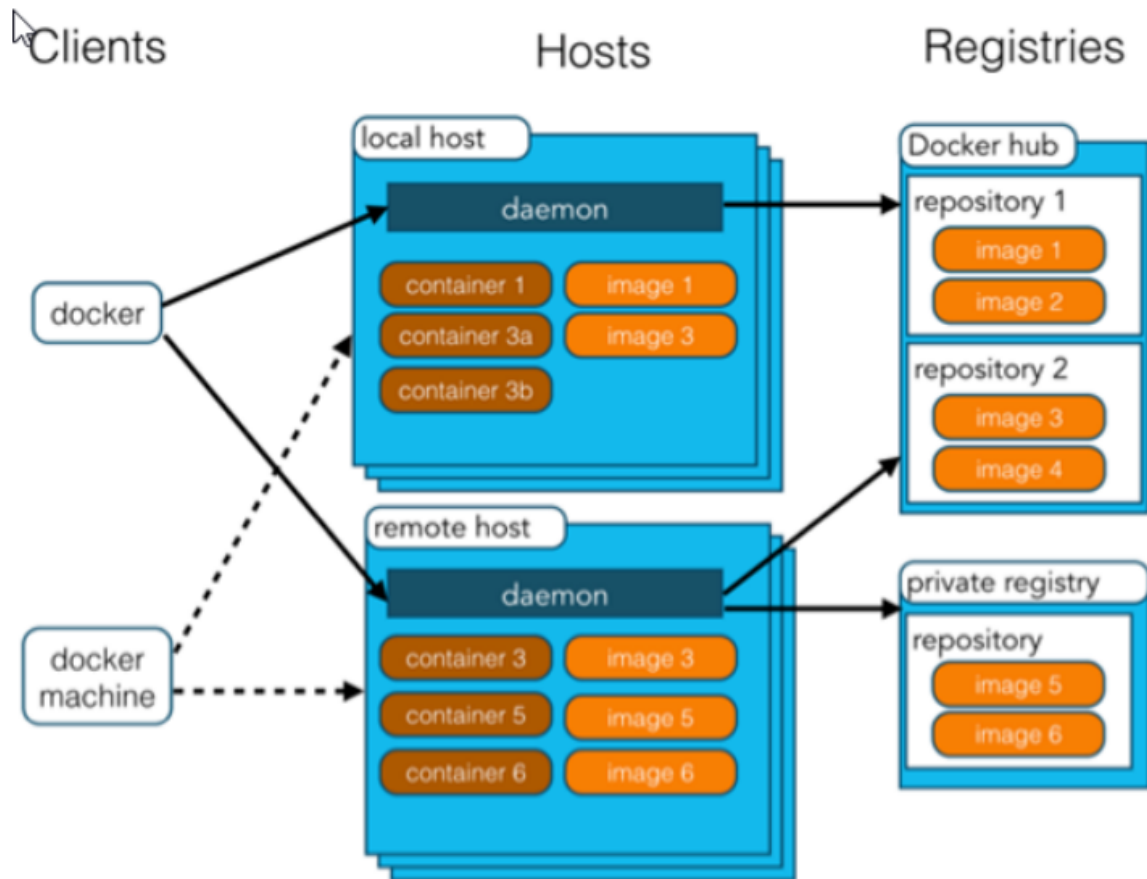 Clients
Hosts
Registries
docker
docker
machine
local host
daemon
container 1
image 1
container 3a
image 3
container 3b
remote host
daemon
container 3
image 3
container 5
image 5
container 6
image 6
Docker hub
repository 1
image 1
image 2
repository 2
image 3
image 4
private registry
repository
image 5
image 6